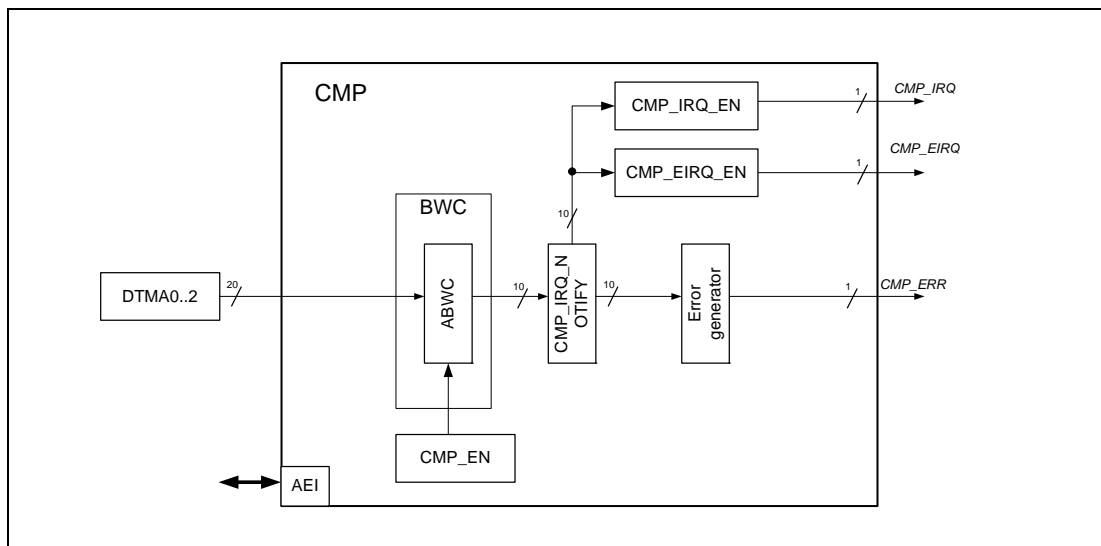 CMP
CMP_IRQ_EN
1
CMP_IRQ
CMP_EIRQ_EN
1
CMP_EIRQ
BWC
10
DTMA0..2
20
ABWC
10
CMP_IRQ_N
OTIFY
10
Error
generator
1
CMP_ERR
CMP_EN
AEI